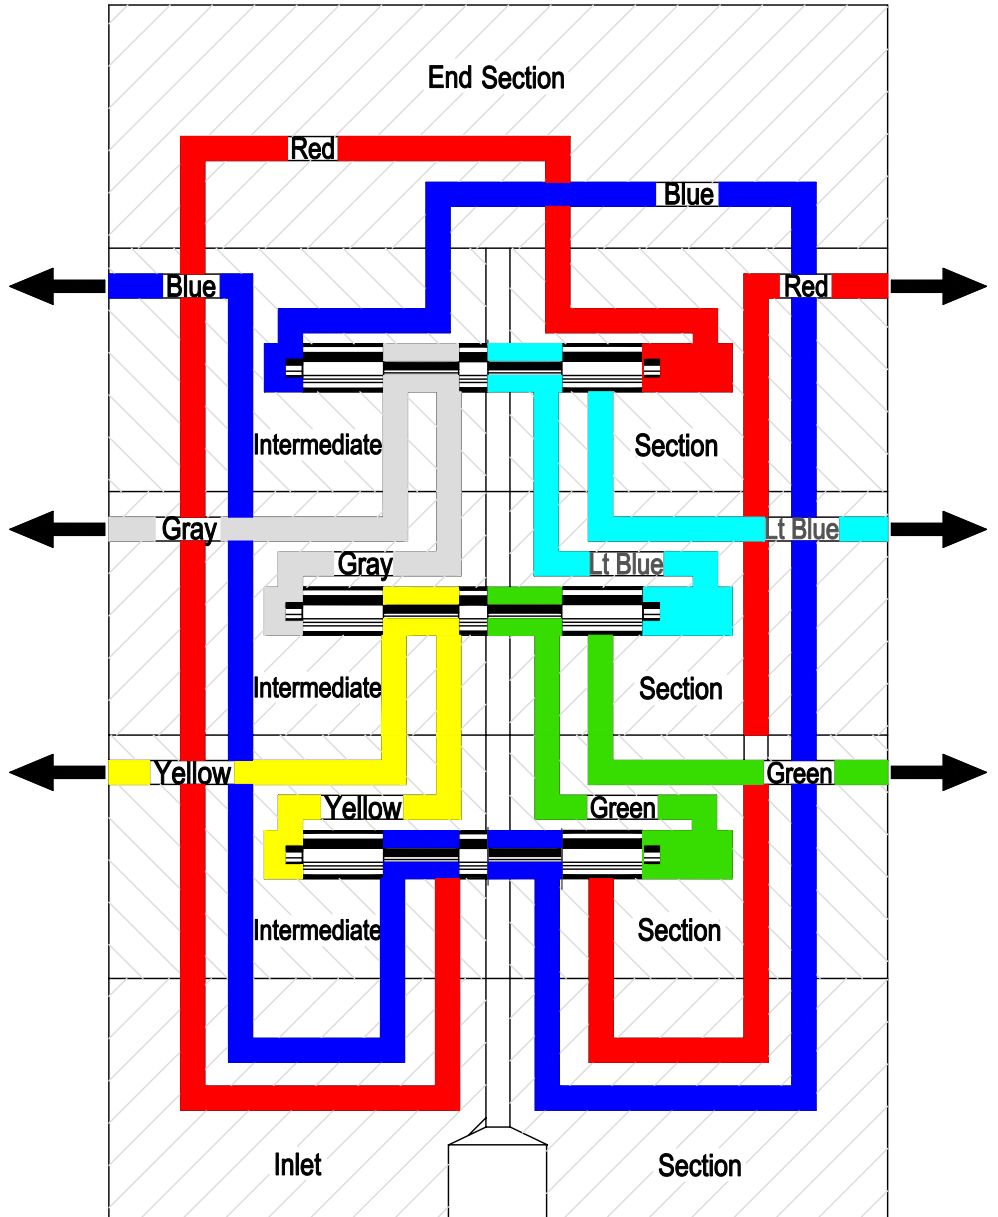 End Section
Red
Blue
Blue
Red
Intermediate
Section
Gray
Lt Blue
Gray
Lt Blue
Intermediate
Section
Yellow
Green
Yellow
Green
Intermediate
Section
Inlet
Section